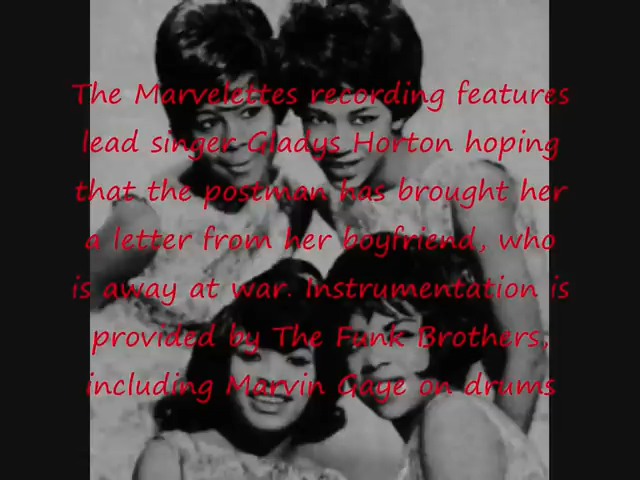 The Marvelettes recording features
lead singer Gladys Horton hoping
that the postman has brought her
a letter from her boyfriend, who
is away at war. Instrumentation is
provided by The Funk Brothers,
including Marvin Gaye on drums